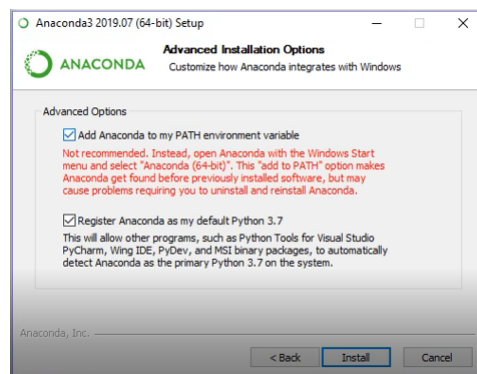 Anaconda3 2019.07 (64-bit) Setup
ANACONDA
Advanced Installation Options
Customize how Anaconda integrates with Windows
Advanced Options
Add Anaconda to my PATH environment variable
Not recommended. Instead, open Anaconda with the Windows Start
menu and select "Anaconda (64-bit)". This "add to PATH" option makes
Anaconda get found before previously installed software, but may
cause problems requiring you to uninstall and reinstall Anaconda.
Register Anaconda as my default Python 3.7
This will allow other programs, such as Python Tools for Visual Studio
PyCharm, Wing IDE, PyDev, and MSI binary packages, to automatically
detect Anaconda as the primary Python 3.7 on the system.
Anaconda, Inc.
< Back
Install
Cancel